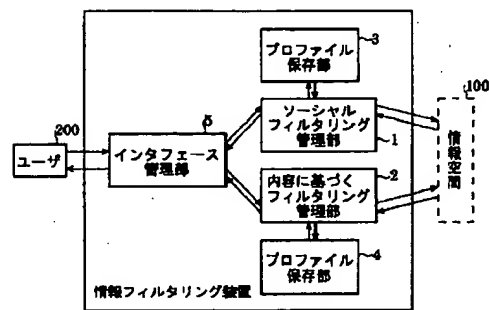 プロファイル
保存部
3
100
ソーシャル
フィルタリング
管理部
1
200
ユーザ
5
インタフェース
管理部
情報空間
内容に基づく
フィルタリング
管理部
2
プロファイル
保存部
4
情報フィルタリング装置